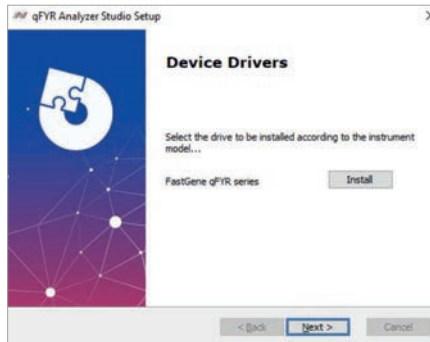 qFYR Analyzer Studio Setup
Device Drivers
Select the drive to be installed according to the instrument
model...
FastGene qFYR series
Install
< Back
Next >
Cancel